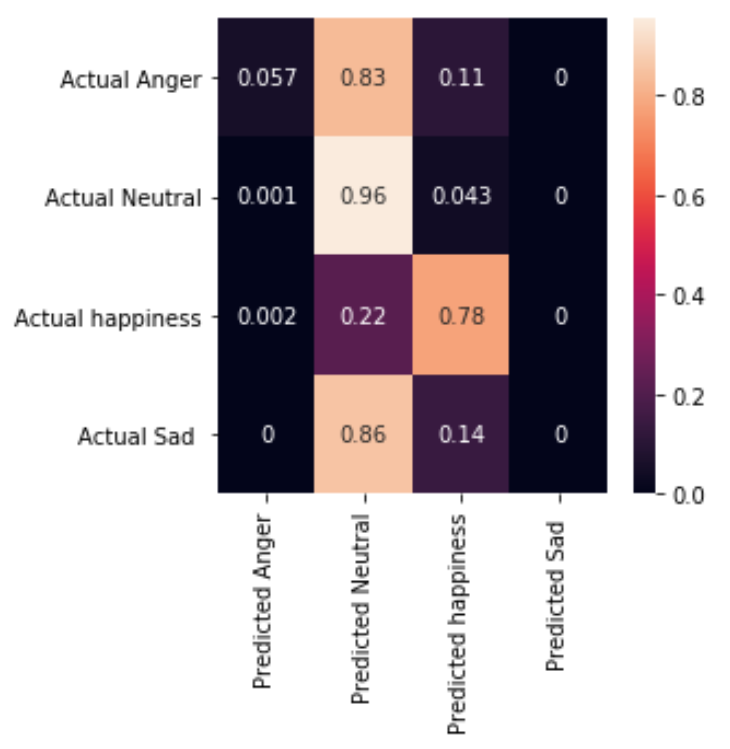 Actual Anger 0.057 0.83 0.11 0
Actual Neutral 0.001 0.96 0.043 0
Actual happiness 0.002 0.22 0.78 0
Actual Sad 0 0.86 0.14 0
Predicted Anger
Predicted Neutral
Predicted happiness
Predicted Sad
0.8
0.6
0.4
0.2
0.0